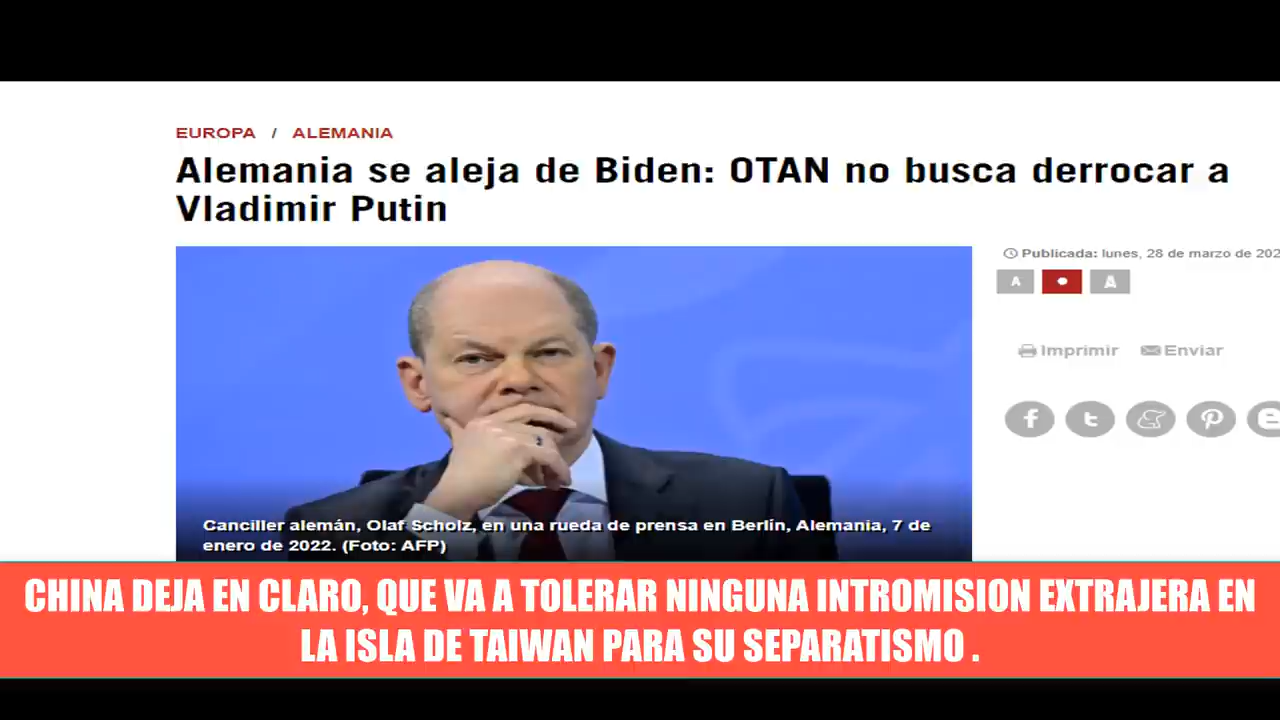 EUROPA / ALEMANIA
Alemania se aleja de Biden: OTAN no busca derrocar a
Vladimir Putin
Publicada: lunes, 28 de marzo de 202
A A
Imprimir Enviar
Canciller alemán, Olaf Scholz, en una rueda de prensa en Berlín, Alemania, 7 de
enero de 2022. (Foto: AFP)
CHINA DEJA EN CLARO, QUE VA A TOLERAR NINGUNA INTROMISION EXTRAJERA EN
LA ISLA DE TAIWAN PARA SU SEPARATISMO .